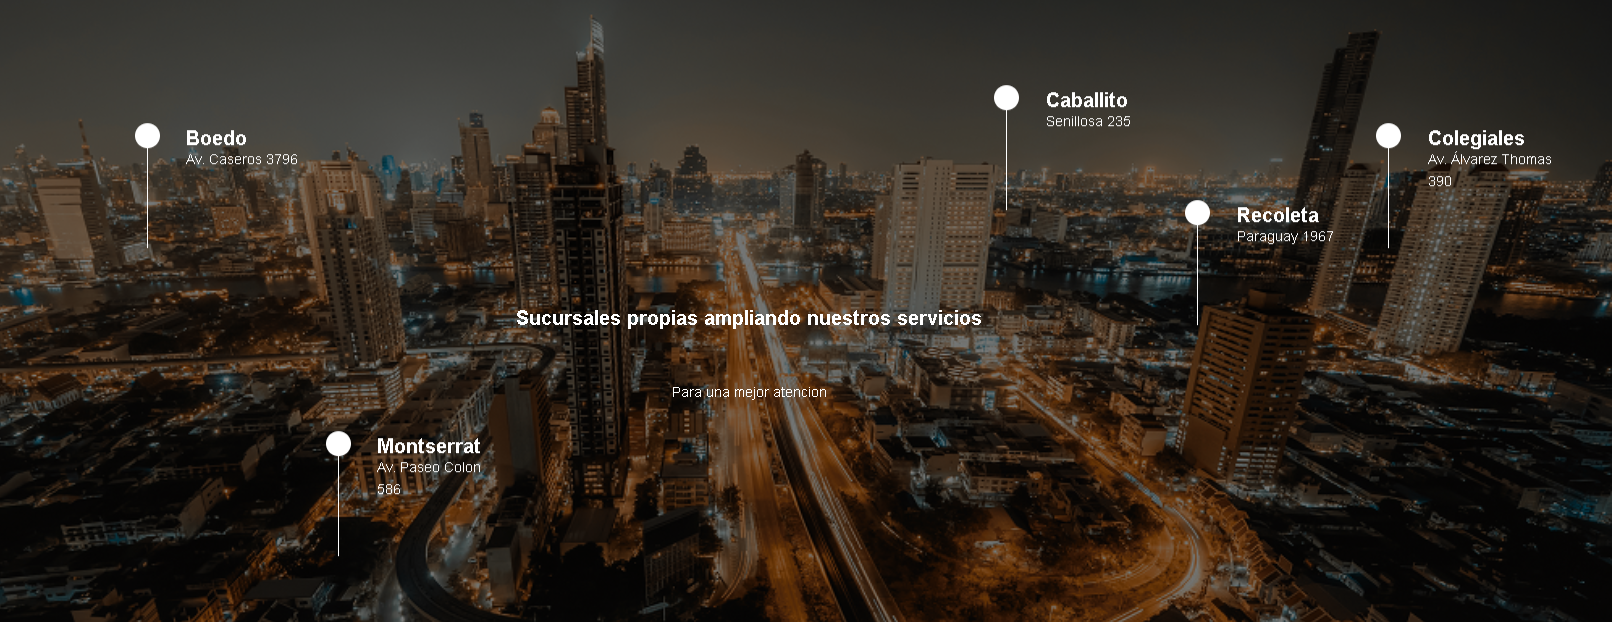 Caballito
Senillosa 235
Boedo
Av. Caseros 3796
Colegiales
Av. Álvarez Thomas
390
Recoleta
Paraguay 1967
Sucursales propias ampliando nuestros servicios
Para una mejor atencion
Montserrat
Av. Paseo Colon
586